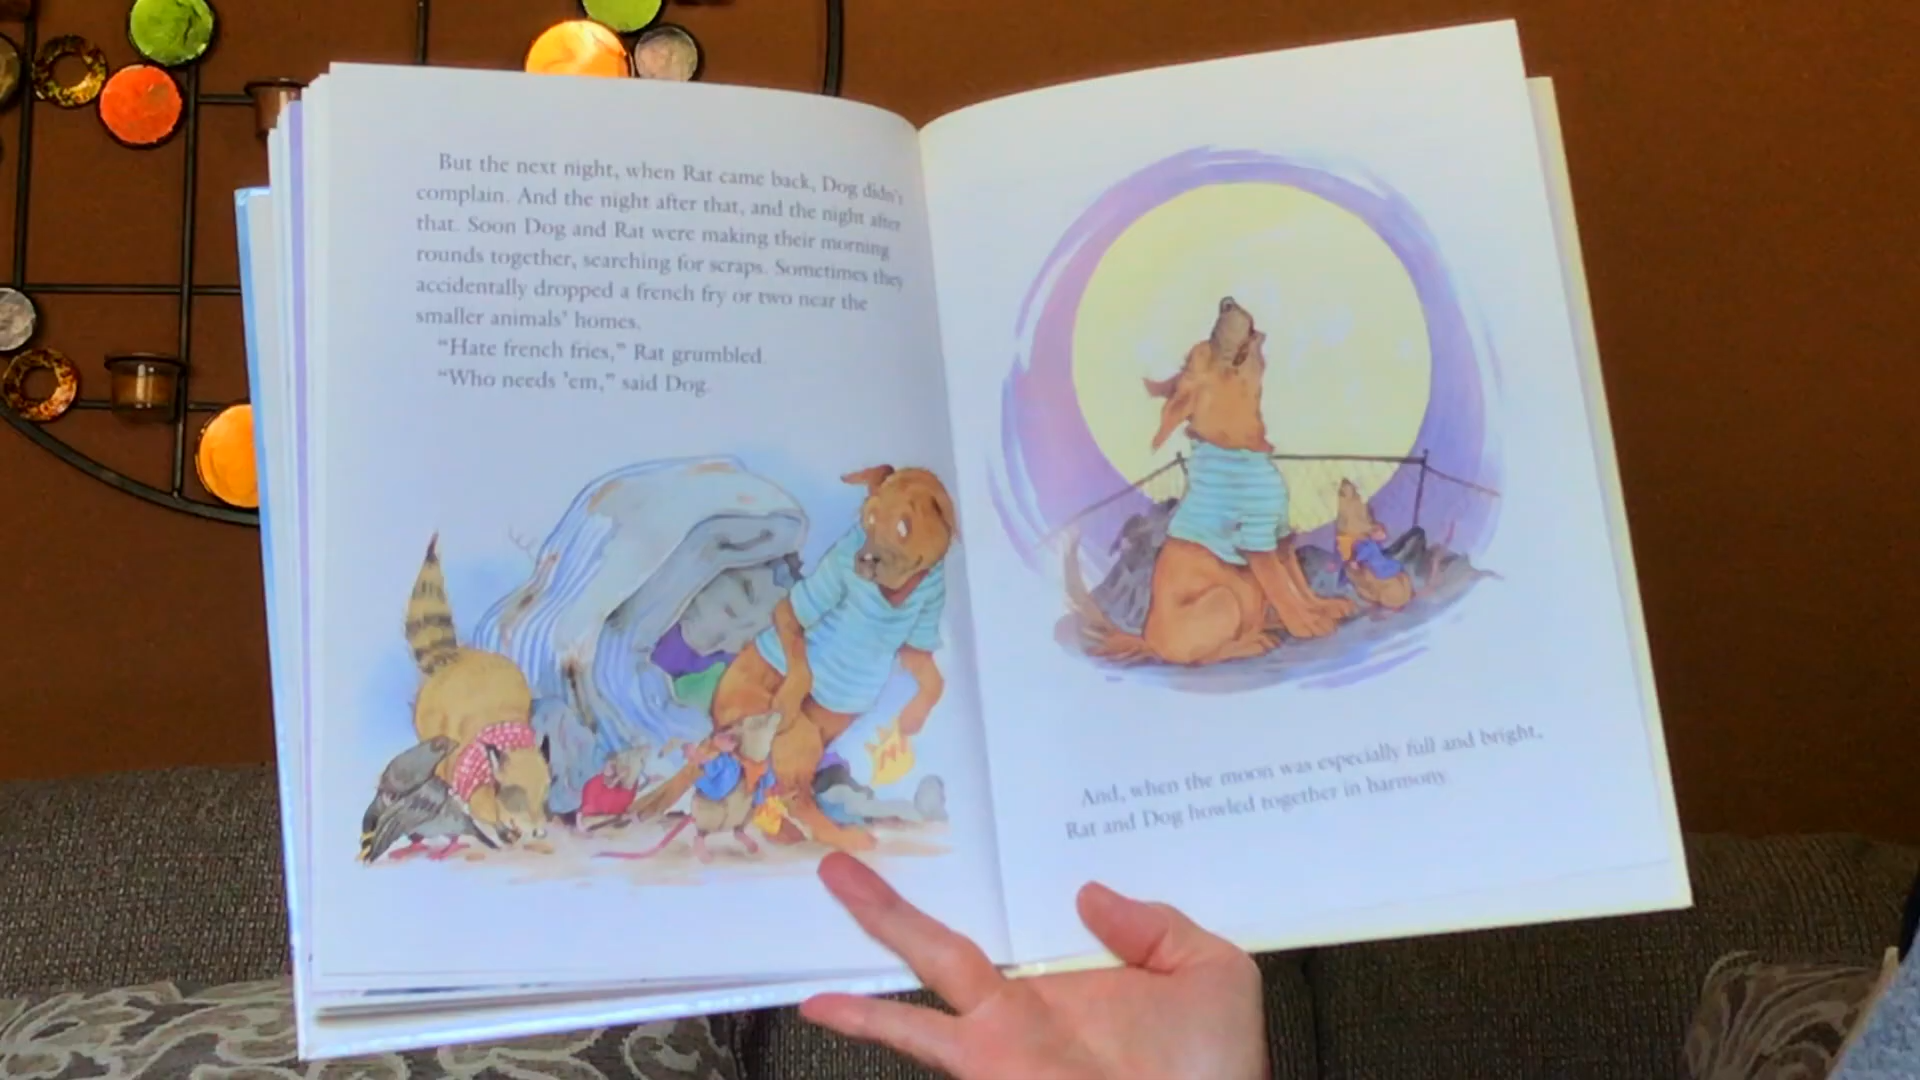 But the next night, when Rat came back, Dog didn't
complain. And the night after that, and the night after
that. Soon Dog and Rat were making their morning
rounds together, searching for scraps. Sometimes they
accidentally dropped a french fry or two near the
smaller animals' homes.
"Hate french fries," Rat grumbled.
"Who needs 'em," said Dog.
And, when the moon was especially full and bright,
Rat and Dog howled together in harmony.